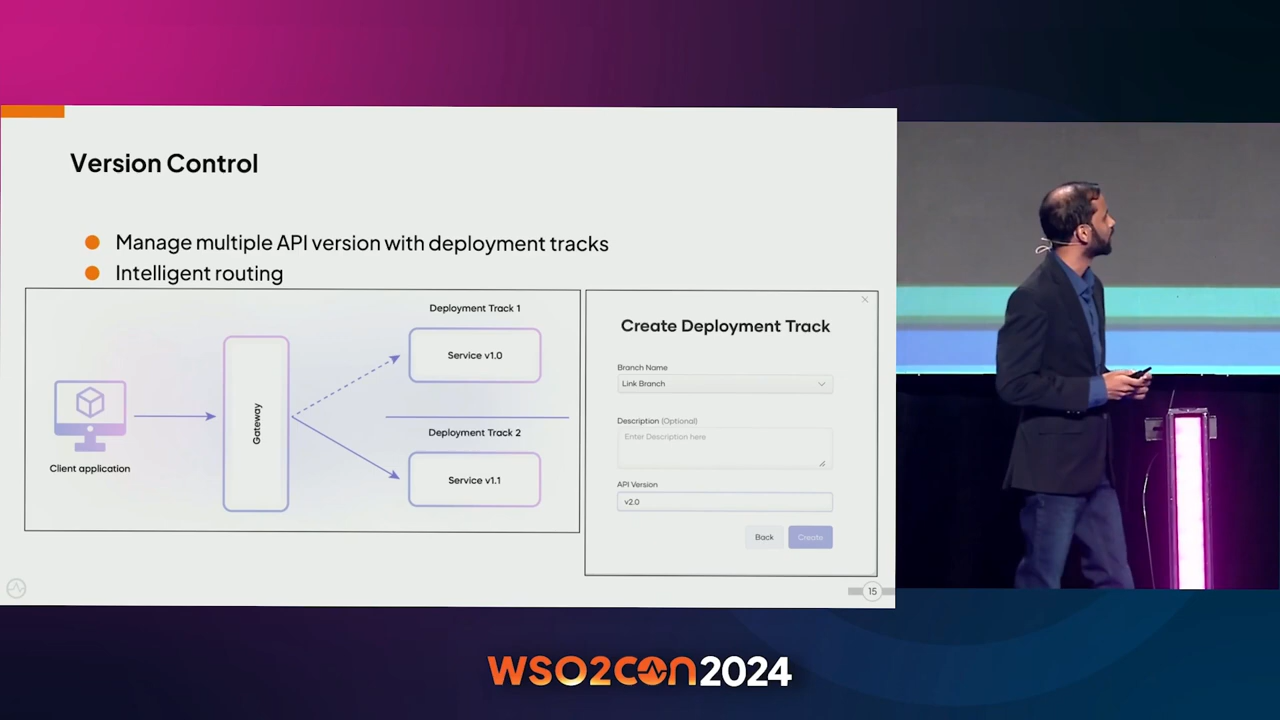 Version Control
Manage multiple API version with deployment tracks
Intelligent routing
Client application
Gateway
Deployment Track 1
Service v1.0
Deployment Track 2
Service v1.1
Create Deployment Track
Branch Name
Link Branch
Description (Optional)
Enter Description here
API Version
v2.0
Back
Create
15
WSO2CON2024